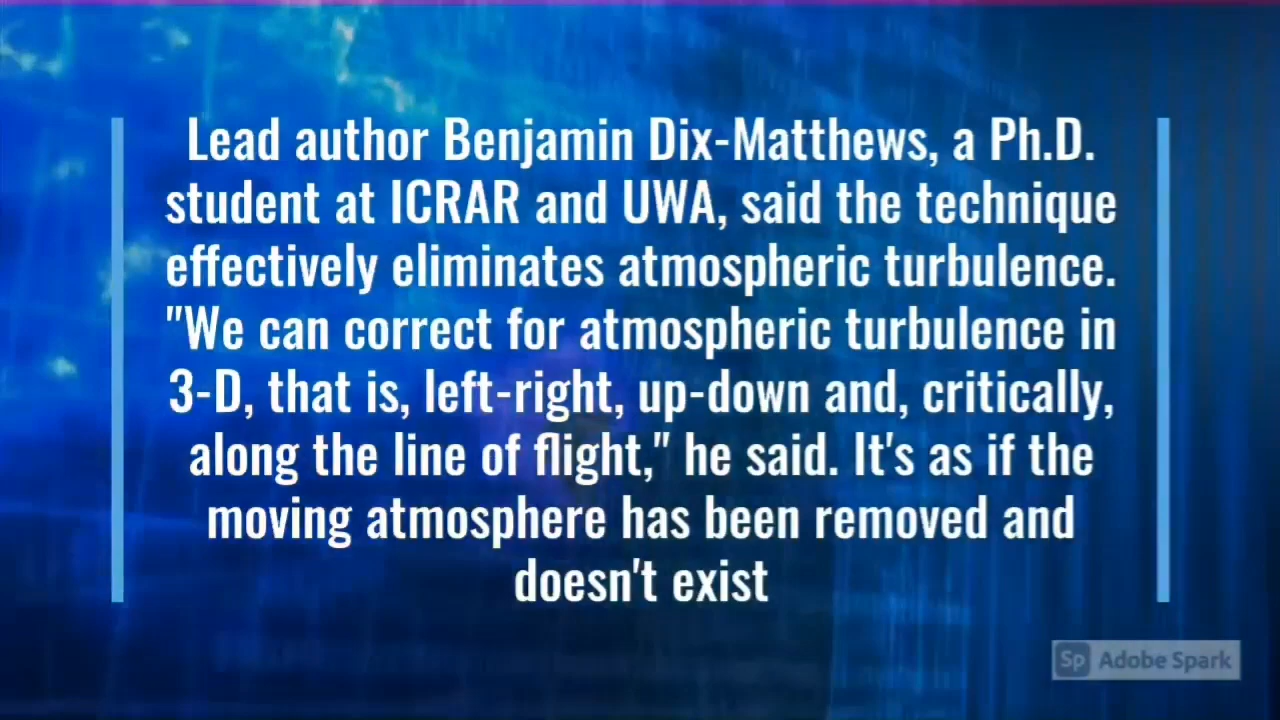 Lead author Benjamin Dix-Matthews, a Ph.D.
student at ICRAR and UWA, said the technique
effectively eliminates atmospheric turbulence.
"We can correct for atmospheric turbulence in
3-D, that is, left-right, up-down and, critically,
along the line of flight," he said. It's as if the
moving atmosphere has been removed and
doesn't exist
Sp Adobe Spark